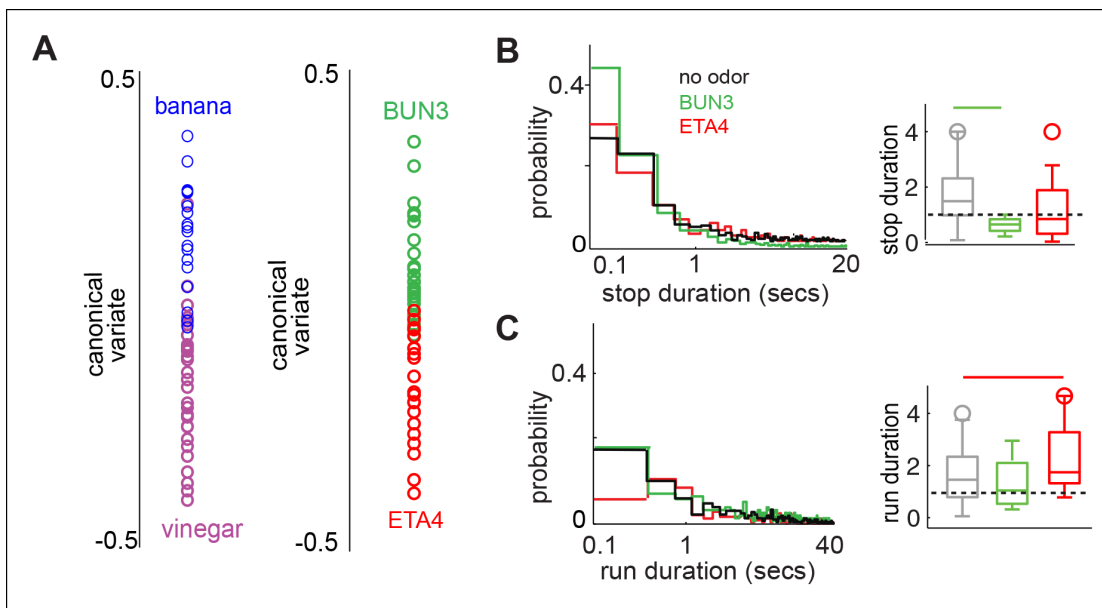 A
0.5
banana
canonical
variate
vinegar
-0.5
0.5
BUN3
canonical
variate
ETA4
-0.5
B
0.4
probability
0
no odor
BUN3
ETA4
0.1
1
20
stop duration (secs)
stop duration
4
2
0
C
0.4
probability
0
0.1
1
40
run duration (secs)
run duration
4
2
0